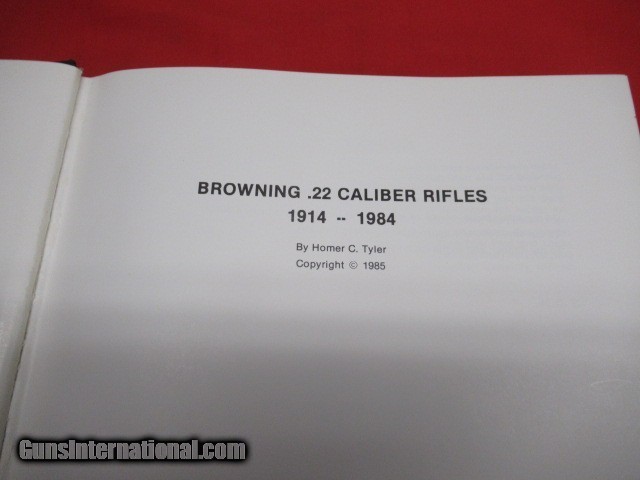 BROWNING .22 CALIBER RIFLES
1914 -- 1984
By Homer C. Tyler
Copyright © 1985
GunsInternational.com